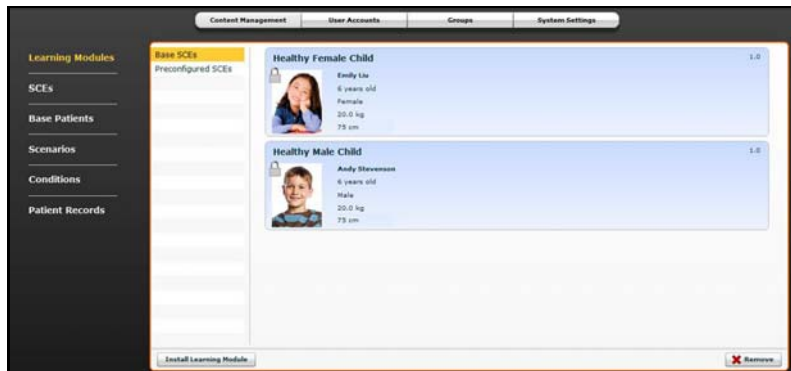 Content Management
User Accounts
Groups
System Settings
Learning Modules
SCEs
Base Patients
Scenarios
Conditions
Patient Records
Base SCEs
Preconfigured SCEs
Healthy Female Child
1.0
Emily Liu
6 years old
Female
20.0 kg
75 cm
Healthy Male Child
1.0
Andy Stevenson
6 years old
Male
20.0 kg
75 cm
Install Learning Module
Remove